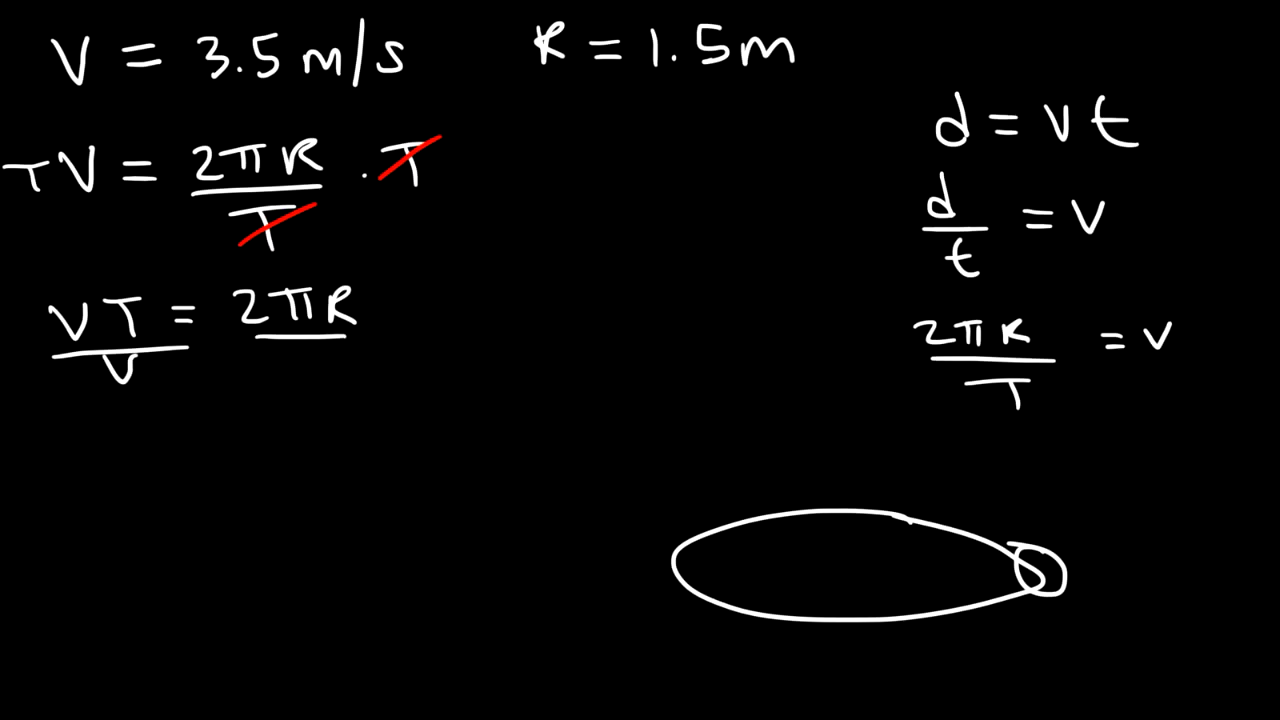 V = 3.5 m/s
R = 1.5m
TV = 2πR/T · T
VT/V = 2πR
d = vt
d/t = v
2πR/T = v